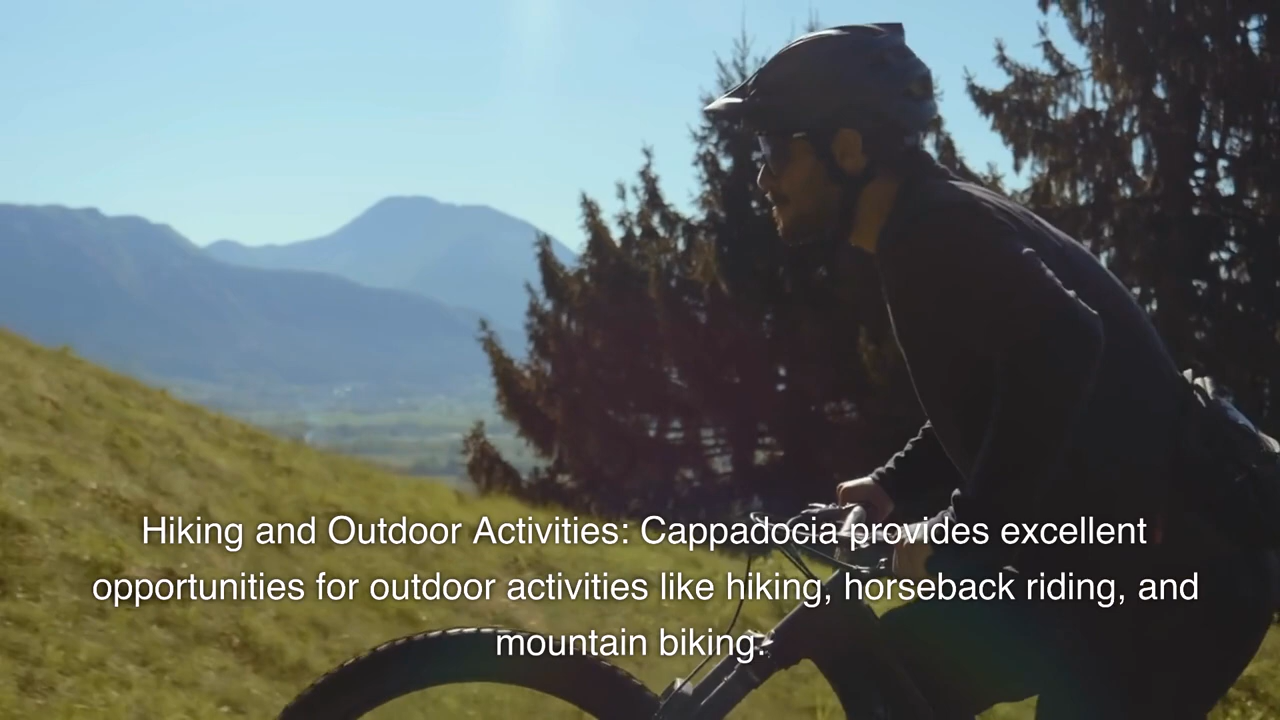 Hiking and Outdoor Activities: Cappadocia provides excellent
opportunities for outdoor activities like hiking, horseback riding, and
mountain biking.